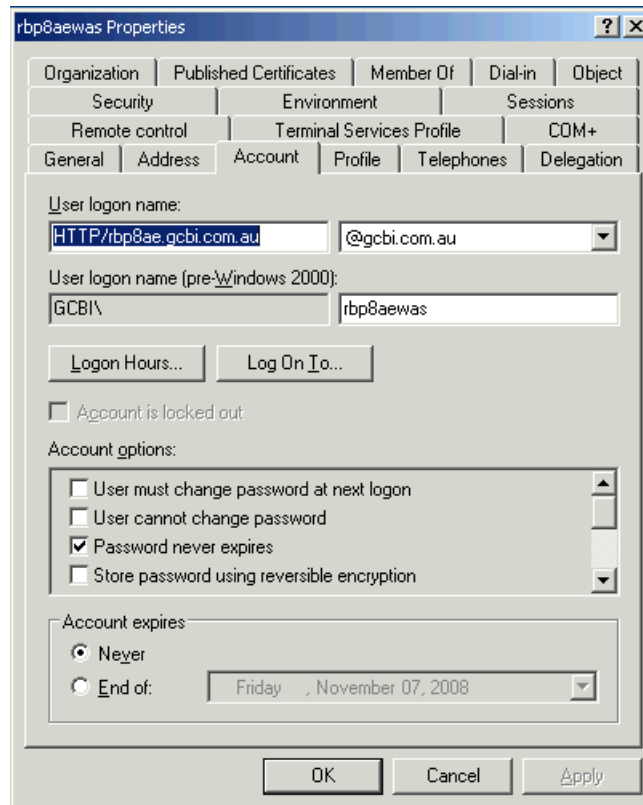 rbp8aewas Properties
Organization Published Certificates Member Of Dial-in Object
Security Environment Sessions
Remote control Terminal Services Profile COM+
General Address Account Profile Telephones Delegation
User logon name:
HTTP/rbp8ae.gcbi.com.au @gcbi.com.au
User logon name (pre-Windows 2000):
GCBI\ rbp8aewas
Logon Hours... Log On To...
Account is locked out
Account options:
User must change password at next logon
User cannot change password
Password never expires
Store password using reversible encryption
Account expires
Never
End of: Friday , November 07, 2008
OK Cancel Apply